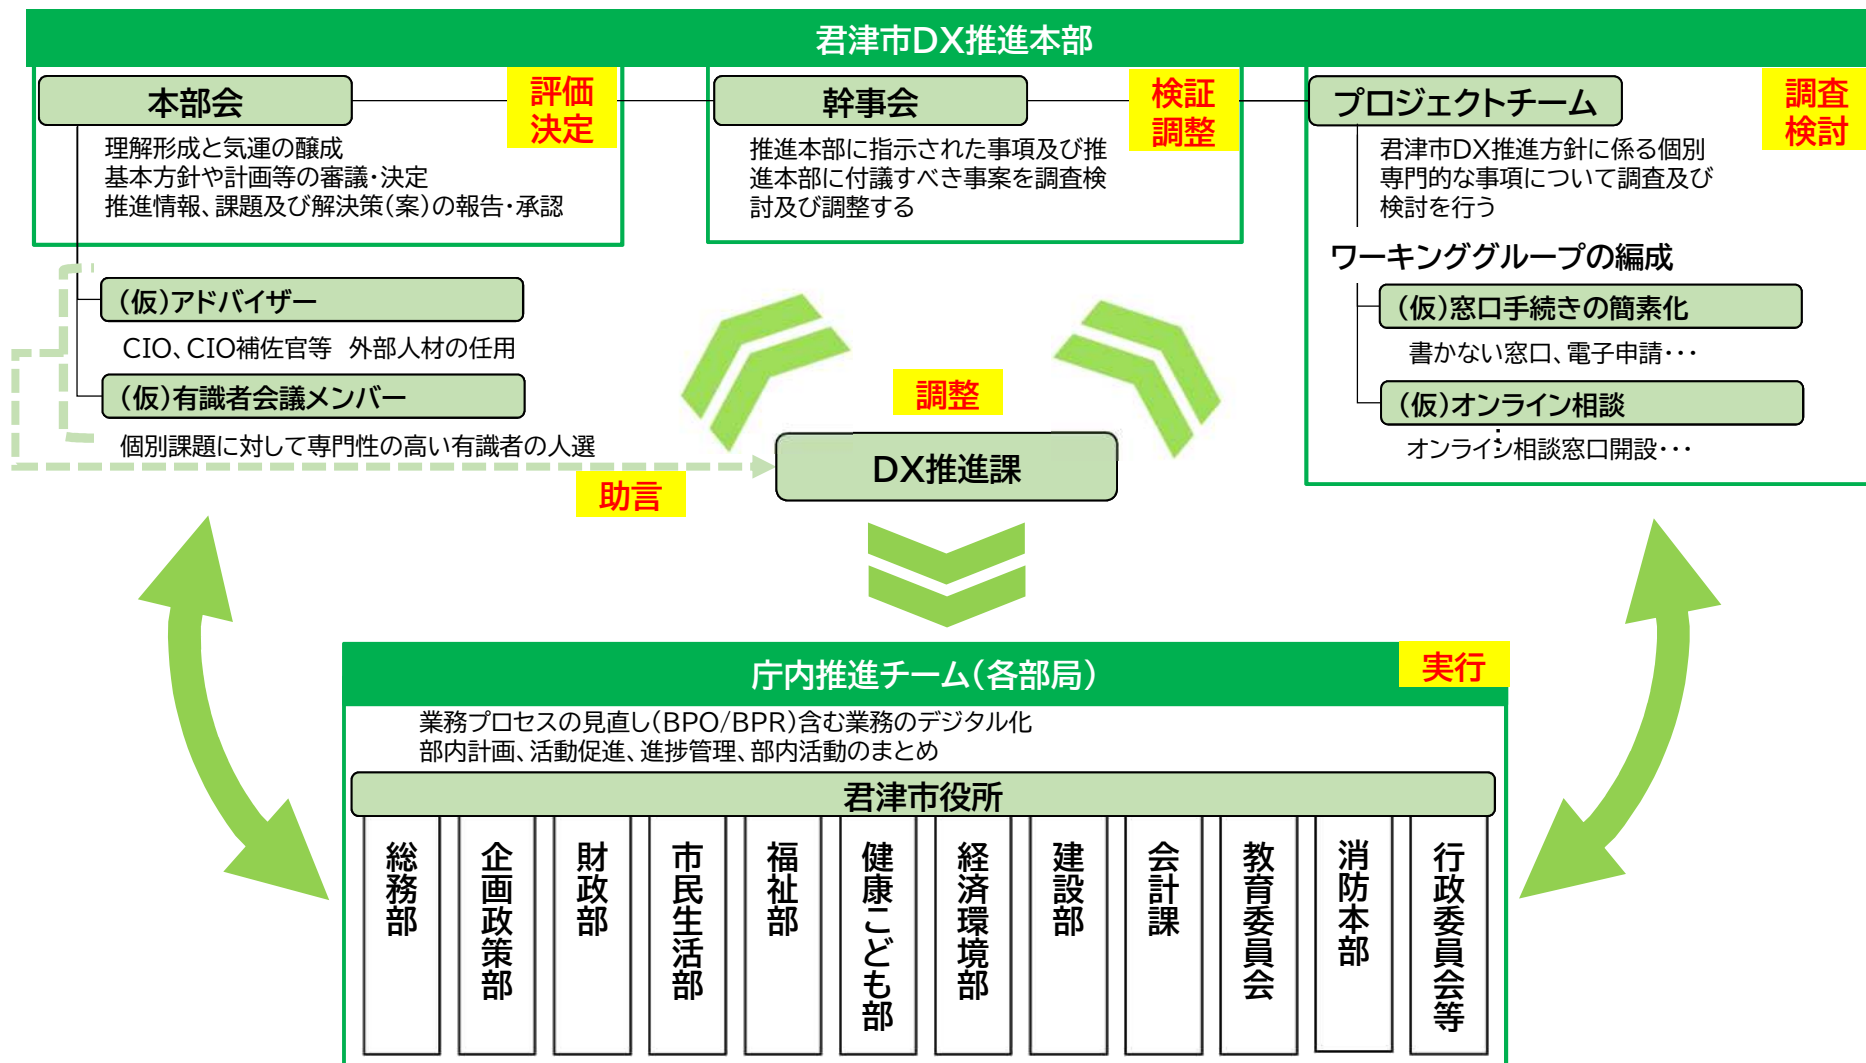 君津市DX推進本部
本部会
評価
決定
理解形成と気運の醸成
基本方針や計画等の審議・決定
推進情報、課題及び解決策(案)の報告・承認
(仮)アドバイザー
CIO、CIO補佐官等　外部人材の任用
(仮)有識者会議メンバー
個別課題に対して専門性の高い有識者の人選
幹事会
検証
調整
推進本部に指示された事項及び推
進本部に付議すべき事案を調査検
討及び調整する
プロジェクトチーム
調査
検討
君津市DX推進方針に係る個別
専門的な事項について調査及び
検討を行う
ワーキンググループの編成
(仮)窓口手続きの簡素化
書かない窓口、電子申請・・・
(仮)オンライン相談
オンライン相談窓口開設・・・
調整
DX推進課
助言
庁内推進チーム(各部局)
実行
業務プロセスの見直し(BPO/BPR)含む業務のデジタル化
部内計画、活動促進、進捗管理、部内活動のまとめ
君津市役所
総務部
企画政策部
財政部
市民生活部
福祉部
健康こども部
経済環境部
建設部
会計課
教育委員会
消防本部
行政委員会等